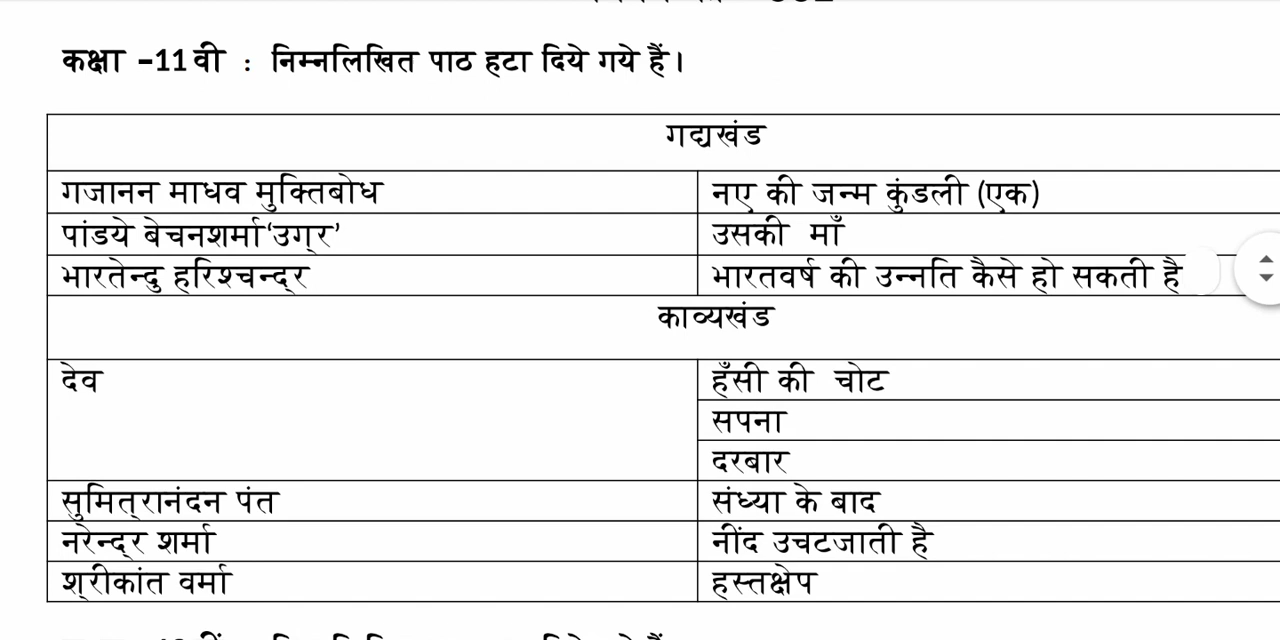 कक्षा –11वी : निम्नलिखित पाठ हटा दिये गये हैं।
गद्यखंड
गजानन माधव मुक्तिबोध नए की जन्म कुंडली (एक)
पांडये बेचनशर्मा‘उग्‌र’ उसकी माँ
भारतेन्दु हरिश्चन्द्‌र भारतवर्ष की उन्नति कैसे हो सकती है
काव्यखंड
देव हँसी की चोट
सपना
दरबार
सुमित्‌रानंदन पंत संध्या के बाद
नरेन्द्‌र शर्मा नींद उचटजाती है
श्‌रीकांत वर्मा हस्तक्षेप